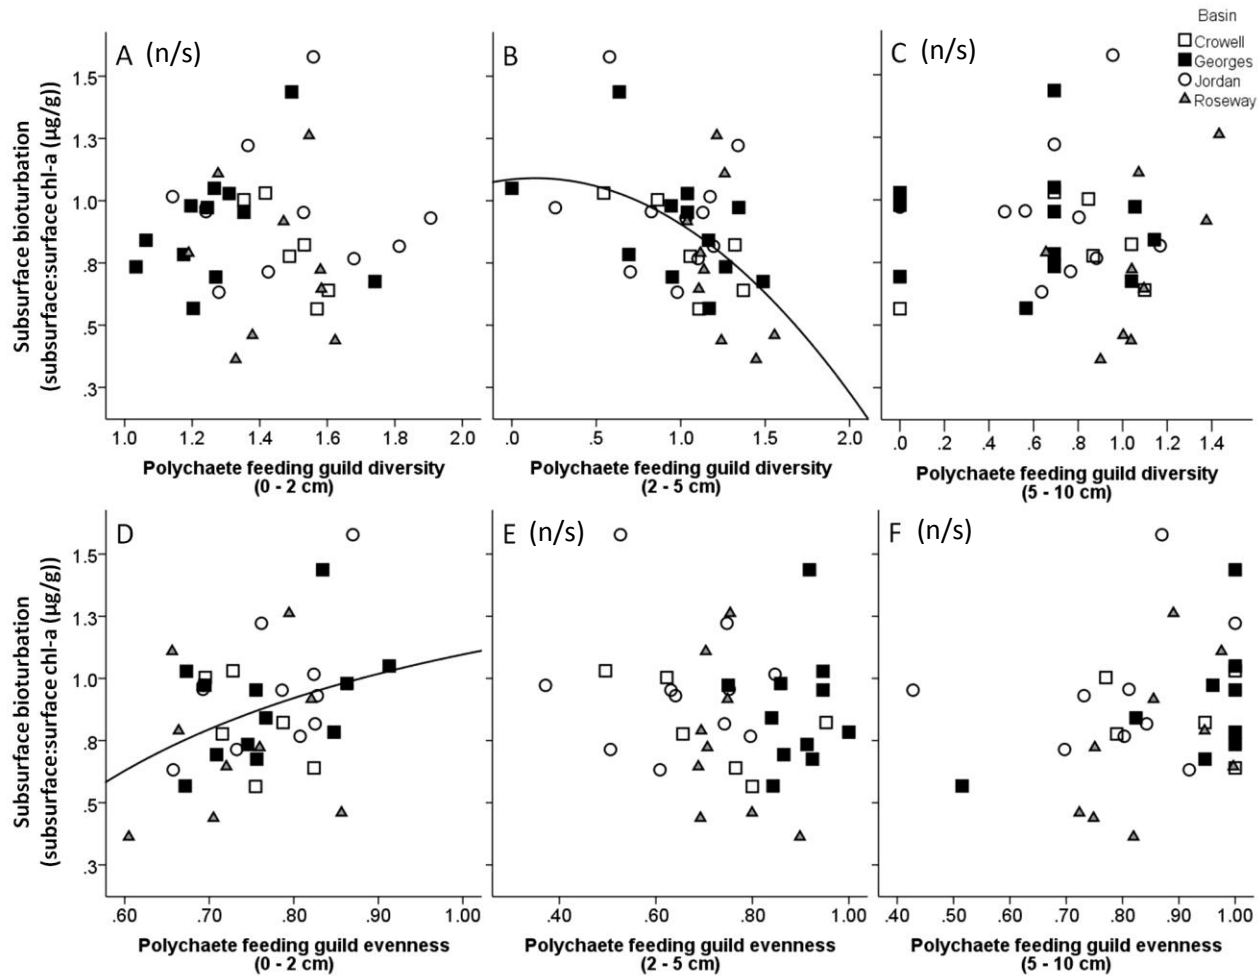 A (n/s)
B
C (n/s)
Basin
Crowell
Georges
Jordan
Roseway
Subsurface bioturbation
(subsurface:surface chl-a (µg/g))
1.5
1.3
1.0
.8
.5
.3
1.0 1.2 1.4 1.6 1.8 2.0
.0 .5 1.0 1.5 2.0
.0 .2 .4 .6 .8 1.0 1.2 1.4
Polychaete feeding guild diversity
(0 - 2 cm)
Polychaete feeding guild diversity
(2 - 5 cm)
Polychaete feeding guild diversity
(5 - 10 cm)
D
E (n/s)
F (n/s)
Subsurface bioturbation
(subsurface:surface chl-a (µg/g))
1.5
1.3
1.0
.8
.5
.3
.60 .70 .80 .90 1.00
.40 .60 .80 1.00
.40 .50 .60 .70 .80 .90 1.00
Polychaete feeding guild evenness
(0 - 2 cm)
Polychaete feeding guild evenness
(2 - 5 cm)
Polychaete feeding guild evenness
(5 - 10 cm)